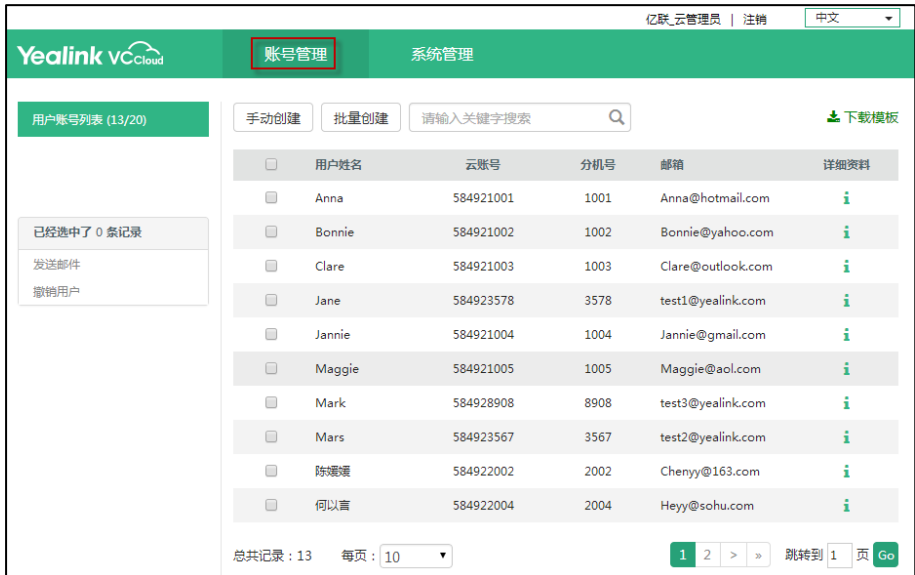 亿联_云管理员 | 注销 中文
Yealink VCCloud 账号管理 系统管理
用户账号列表 (13/20) 手动创建 批量创建 请输入关键字搜索 下载模板
用户姓名 云账号 分机号 邮箱 详细资料
Anna 584921001 1001 Anna@hotmail.com
已经选中了 0 条记录 Bonnie 584921002 1002 Bonnie@yahoo.com
发送邮件 Clare 584921003 1003 Clare@outlook.com
撤销用户 Jane 584923578 3578 test1@yealink.com
Jannie 584921004 1004 Jannie@gmail.com
Maggie 584921005 1005 Maggie@aol.com
Mark 584928908 8908 test3@yealink.com
Mars 584923567 3567 test2@yealink.com
陈媛媛 584922002 2002 Chenyy@163.com
何以言 584922004 2004 Heyy@sohu.com
总共记录：13 每页：10 1 2 > » 跳转到 1 页 Go